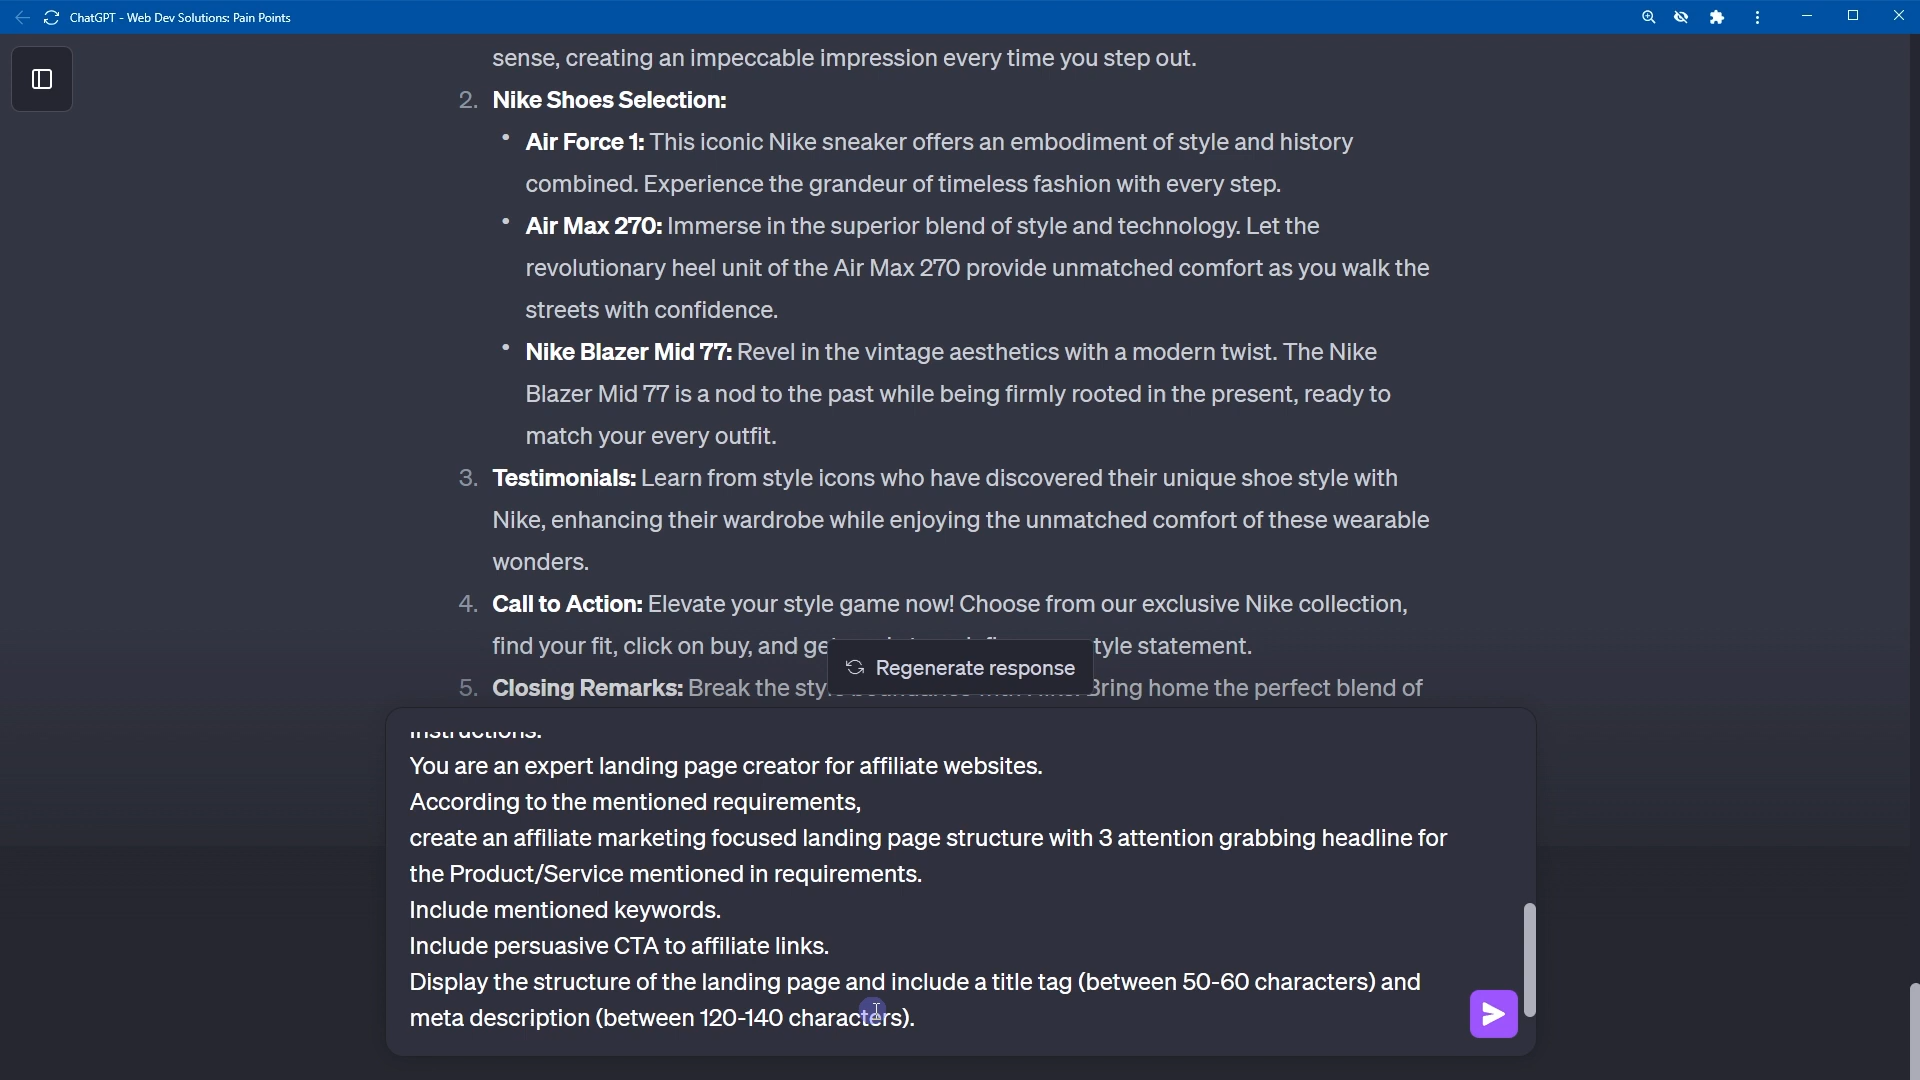 ChatGPT - Web Dev Solutions: Pain Points
sense, creating an impeccable impression every time you step out.
2. Nike Shoes Selection:
• Air Force 1: This iconic Nike sneaker offers an embodiment of style and history
combined. Experience the grandeur of timeless fashion with every step.
• Air Max 270: Immerse in the superior blend of style and technology. Let the
revolutionary heel unit of the Air Max 270 provide unmatched comfort as you walk the
streets with confidence.
• Nike Blazer Mid 77: Revel in the vintage aesthetics with a modern twist. The Nike
Blazer Mid 77 is a nod to the past while being firmly rooted in the present, ready to
match your every outfit.
3. Testimonials: Learn from style icons who have discovered their unique shoe style with
Nike, enhancing their wardrobe while enjoying the unmatched comfort of these wearable
wonders.
4. Call to Action: Elevate your style game now! Choose from our exclusive Nike collection,
find your fit, click on buy, and tyle statement.
Regenerate response
5. Closing Remarks: Break the Bring home the perfect blend of
Instructions:
You are an expert landing page creator for affiliate websites.
According to the mentioned requirements,
create an affiliate marketing focused landing page structure with 3 attention grabbing headline for
the Product/Service mentioned in requirements.
Include mentioned keywords.
Include persuasive CTA to affiliate links.
Display the structure of the landing page and include a title tag (between 50-60 characters) and
meta description (between 120-140 characters).